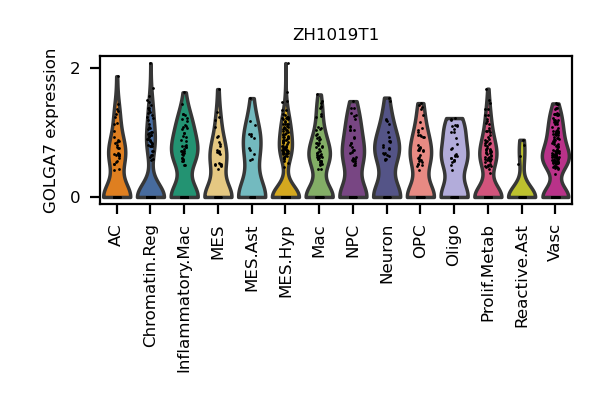 ZH1019T1
GOLGA7 expression
2
0
AC
Chromatin.Reg
Inflammatory.Mac
MES
MES.Ast
MES.Hyp
Mac
NPC
Neuron
OPC
Oligo
Prolif.Metab
Reactive.Ast
Vasc